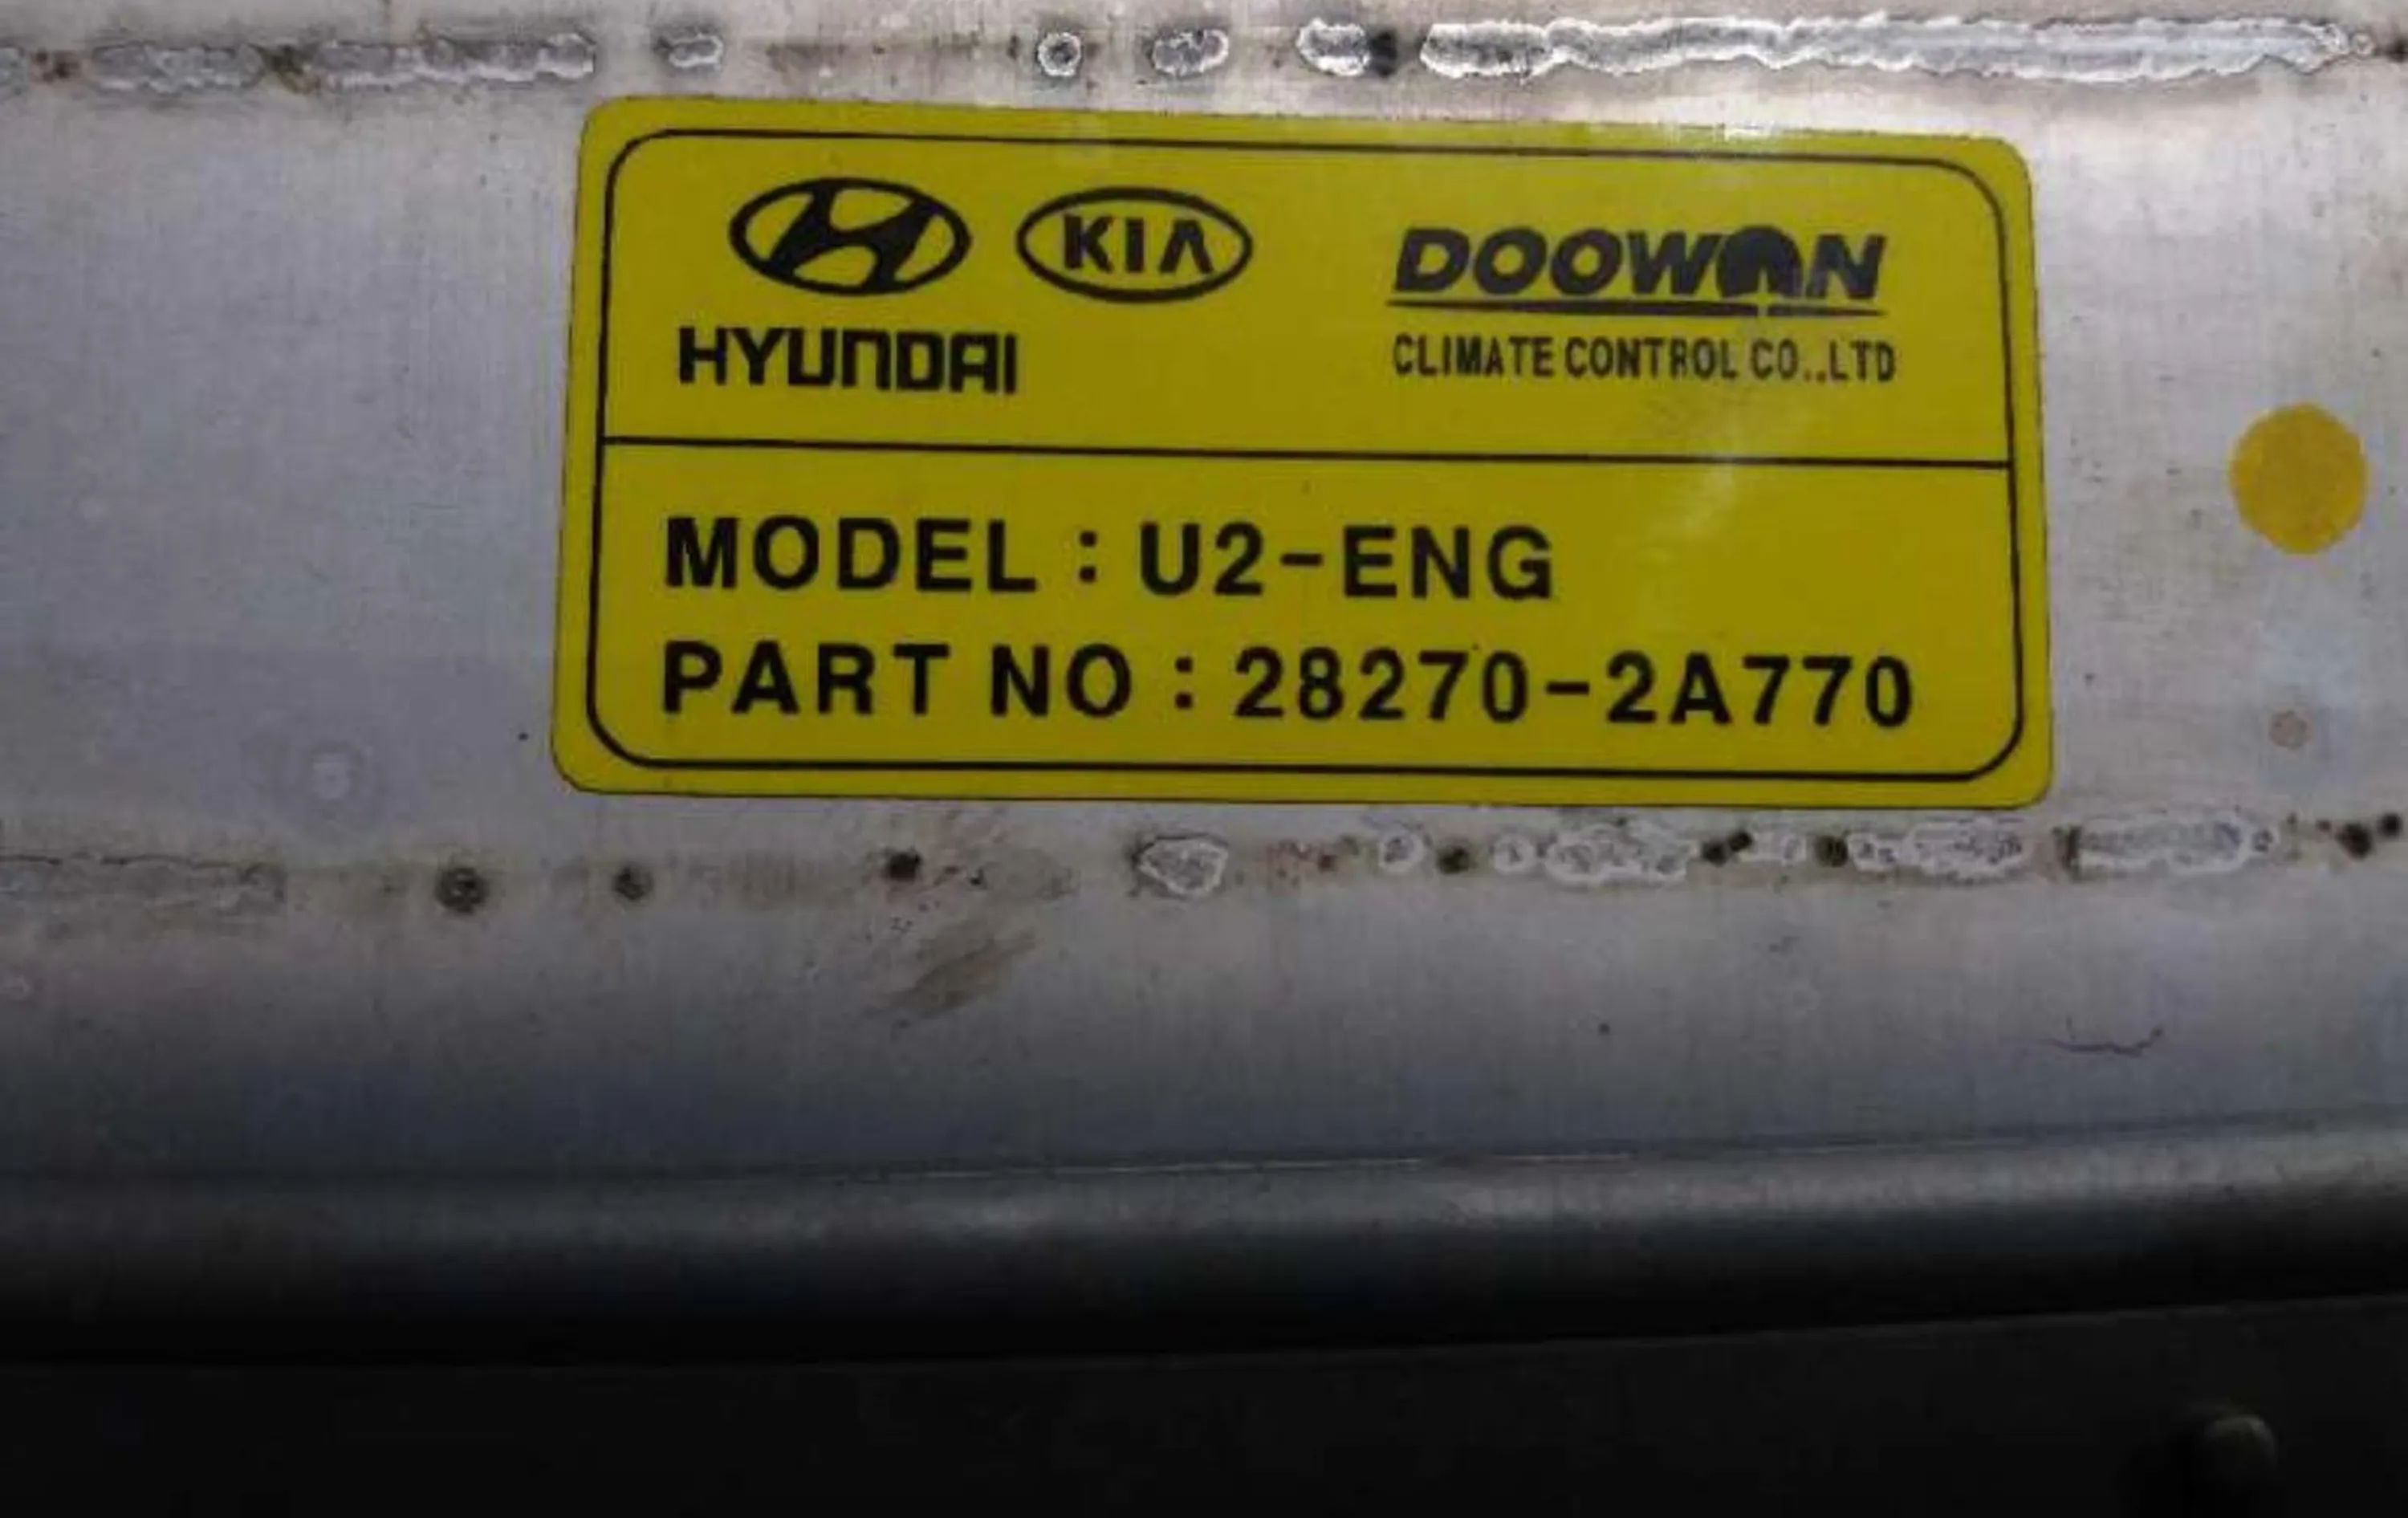 KIA
DOOWON
HYUNDAI
CLIMATE CONTROL CO.,LTD
MODEL : U2-ENG
PART NO : 28270-2A770